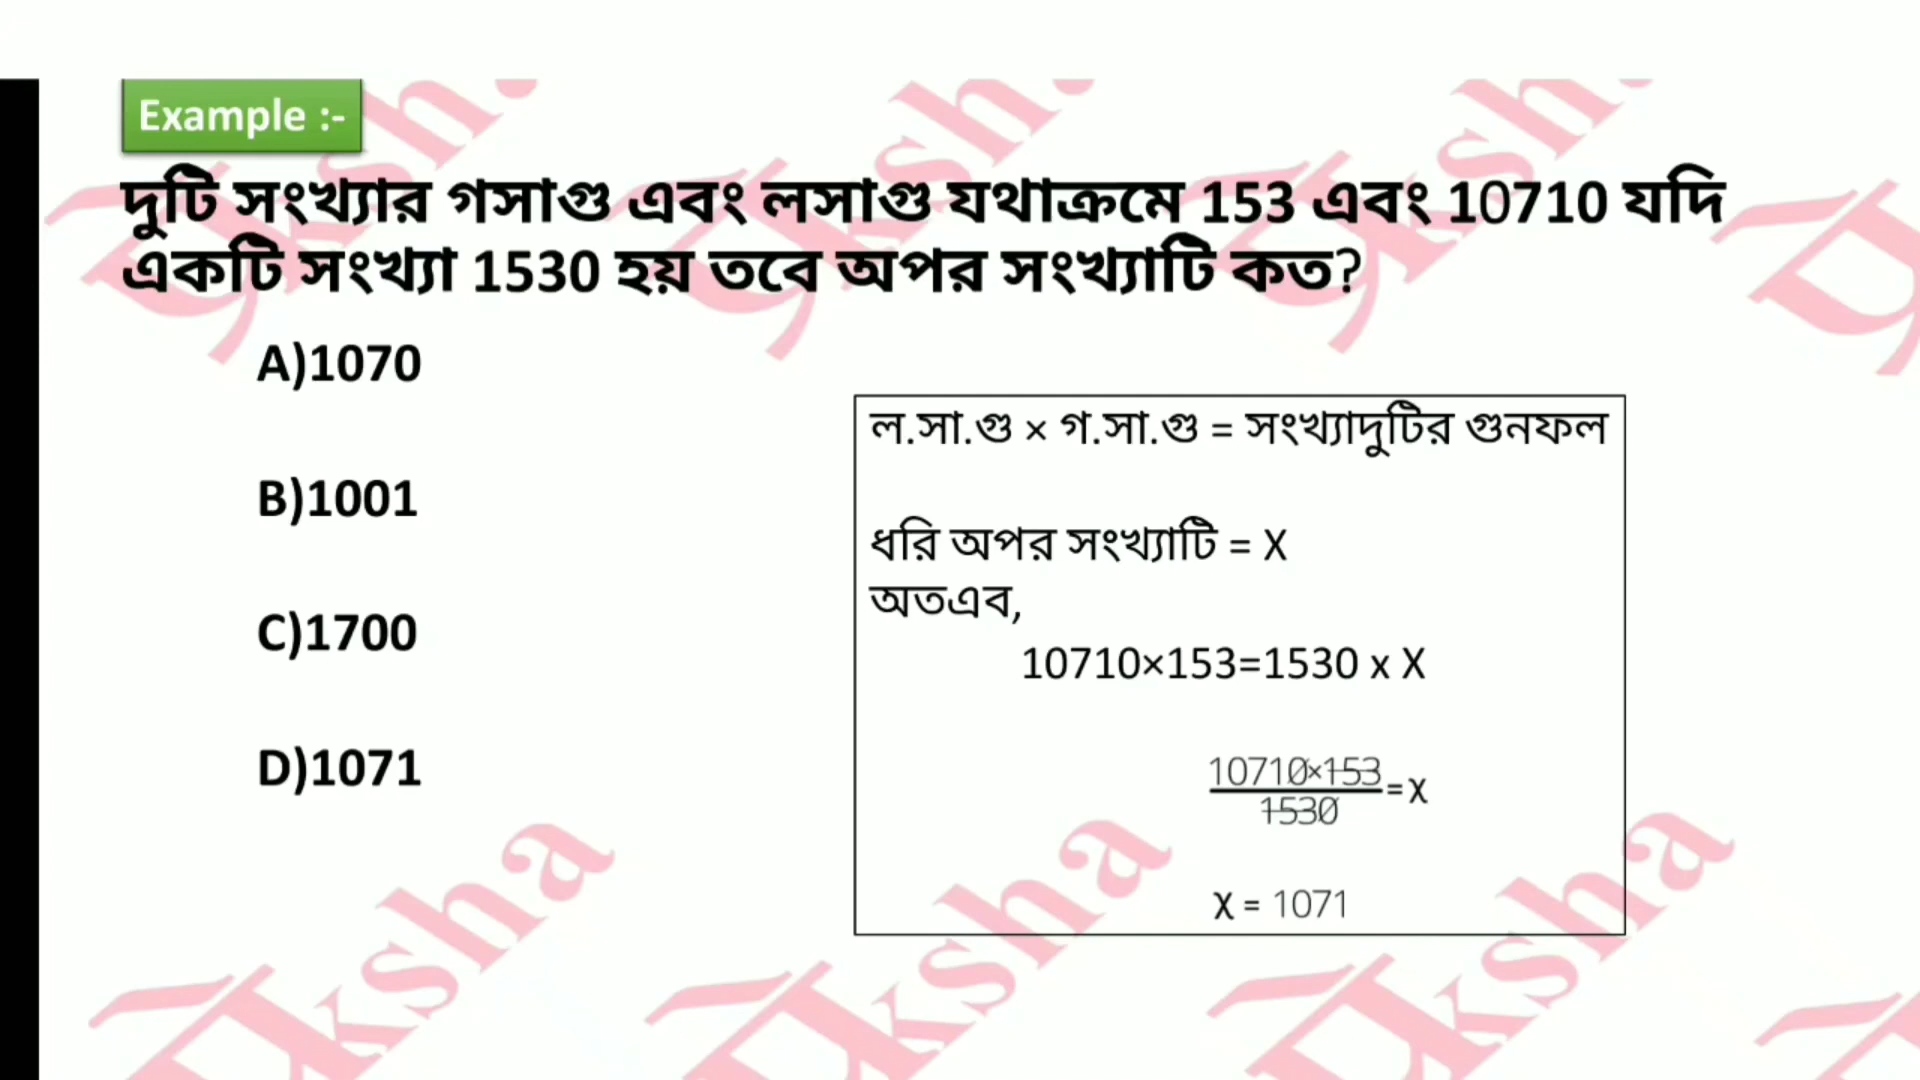 Example :-
দুটি সংখ্যার গসাগু এবং লসাগু যথাক্রমে 153 এবং 10710 যদি
একটি সংখ্যা 1530 হয় তবে অপর সংখ্যাটি কত?
A)1070
B)1001
C)1700
D)1071
ল.সা.গু × গ.সা.গু = সংখ্যাদুটির গুনফল
ধরি অপর সংখ্যাটি = X
অতএব,
10710×153=1530 x X
10710×153
1530
=X
X = 1071